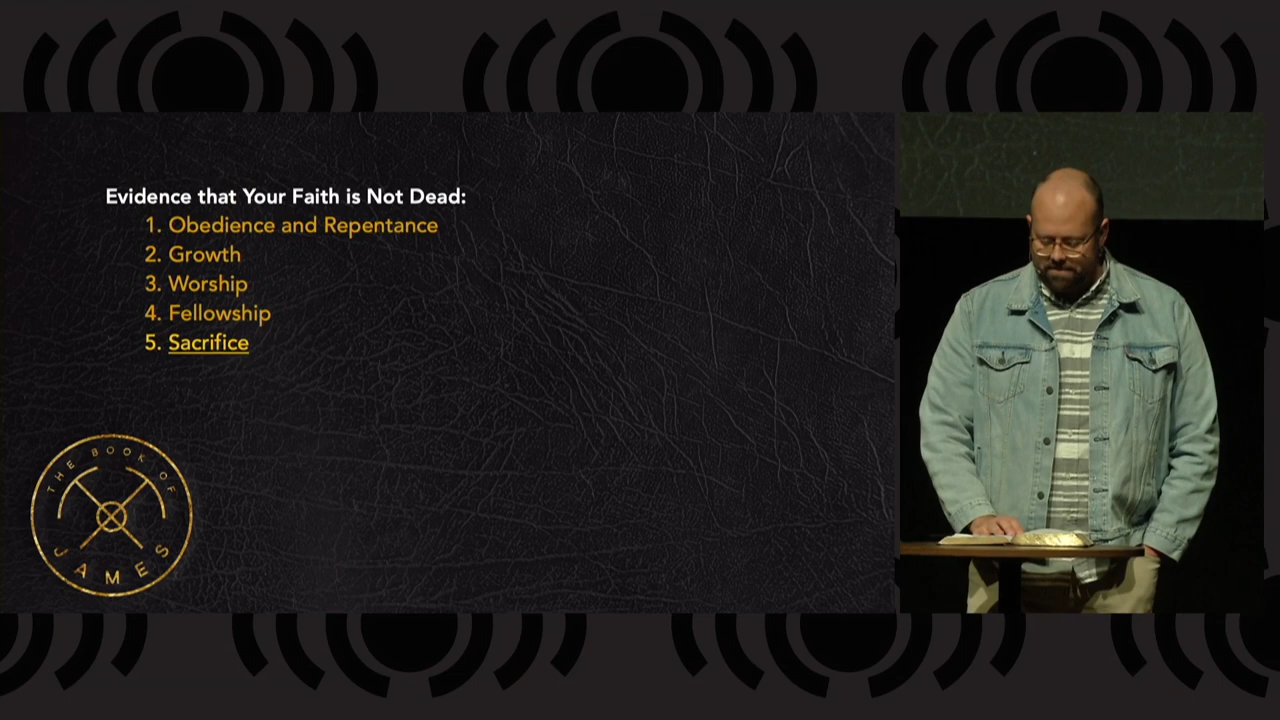 Evidence that Your Faith is Not Dead:
1. Obedience and Repentance
2. Growth
3. Worship
4. Fellowship
5. Sacrifice
THE BOOK OF
JAMES